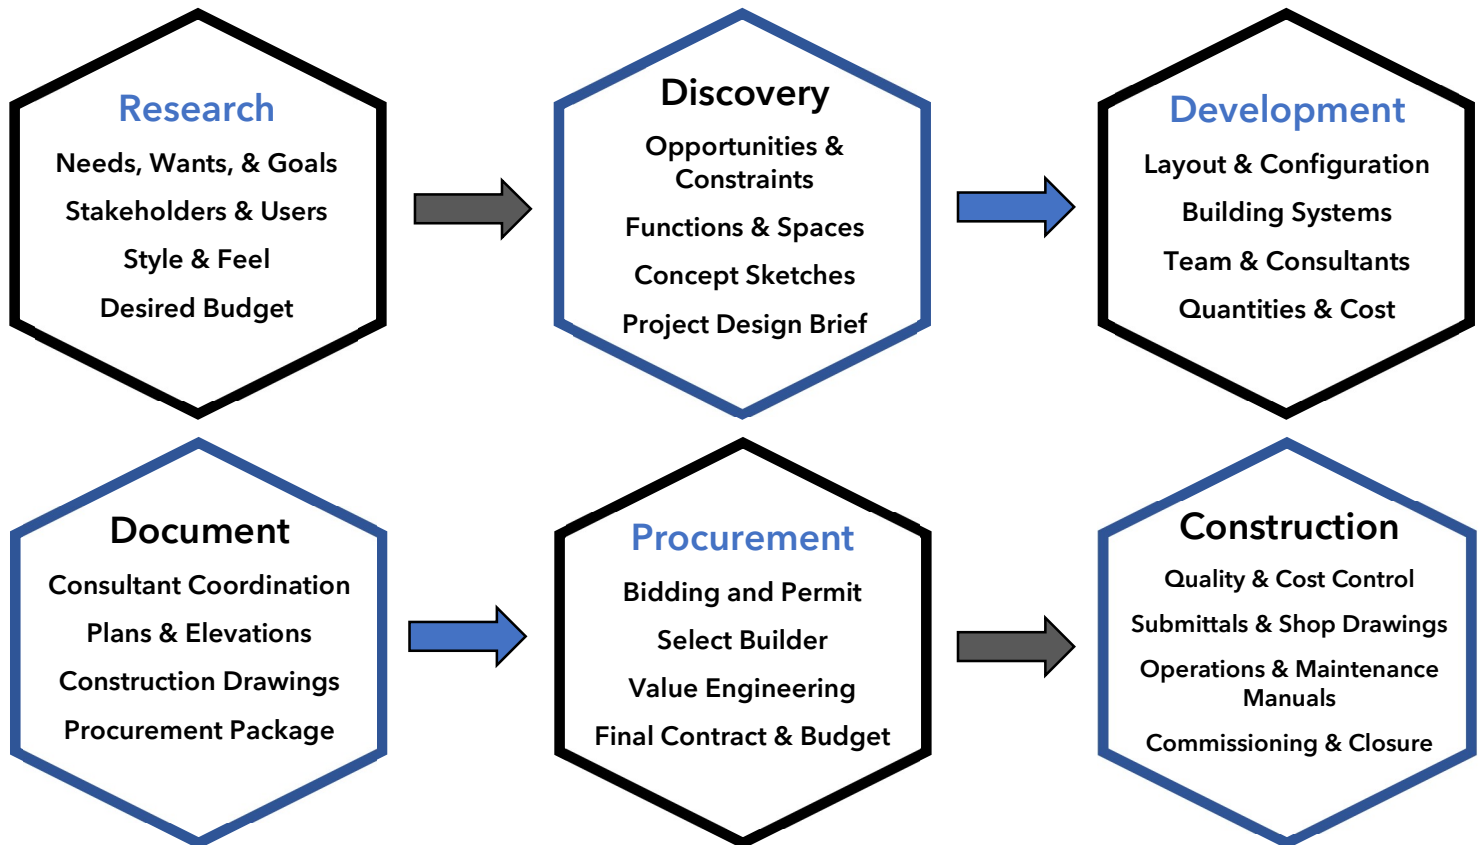 Research
Needs, Wants, & Goals
Stakeholders & Users
Style & Feel
Desired Budget
Discovery
Opportunities &
Constraints
Functions & Spaces
Concept Sketches
Project Design Brief
Development
Layout & Configuration
Building Systems
Team & Consultants
Quantities & Cost
Document
Consultant Coordination
Plans & Elevations
Construction Drawings
Procurement Package
Procurement
Bidding and Permit
Select Builder
Value Engineering
Final Contract & Budget
Construction
Quality & Cost Control
Submittals & Shop Drawings
Operations & Maintenance
Manuals
Commissioning & Closure